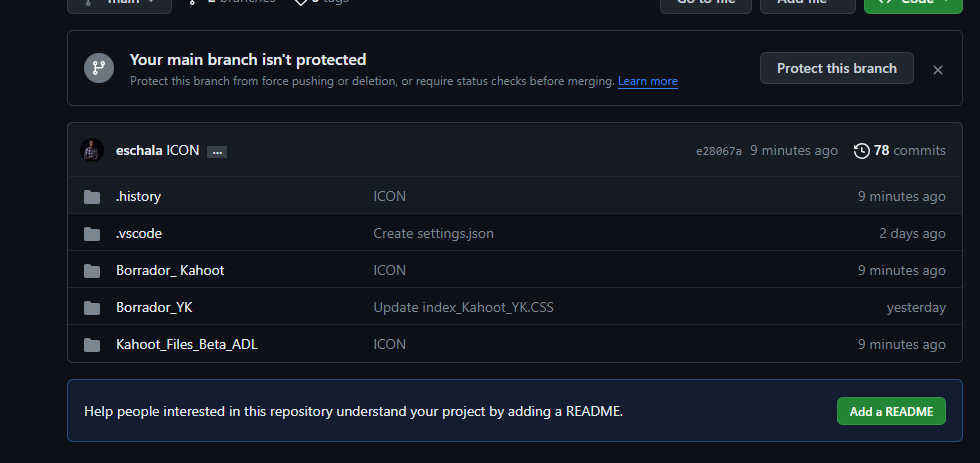 main
2 branches
0 tags
Go to file
Add file
Code
Your main branch isn't protected
Protect this branch from force pushing or deletion, or require status checks before merging. Learn more
Protect this branch
eschala ICON ...
e28067a 9 minutes ago 78 commits
.history ICON 9 minutes ago
.vscode Create settings.json 2 days ago
Borrador_ Kahoot ICON 9 minutes ago
Borrador_YK Update index_Kahoot_YK.CSS yesterday
Kahoot_Files_Beta_ADL ICON 9 minutes ago
Help people interested in this repository understand your project by adding a README.
Add a README